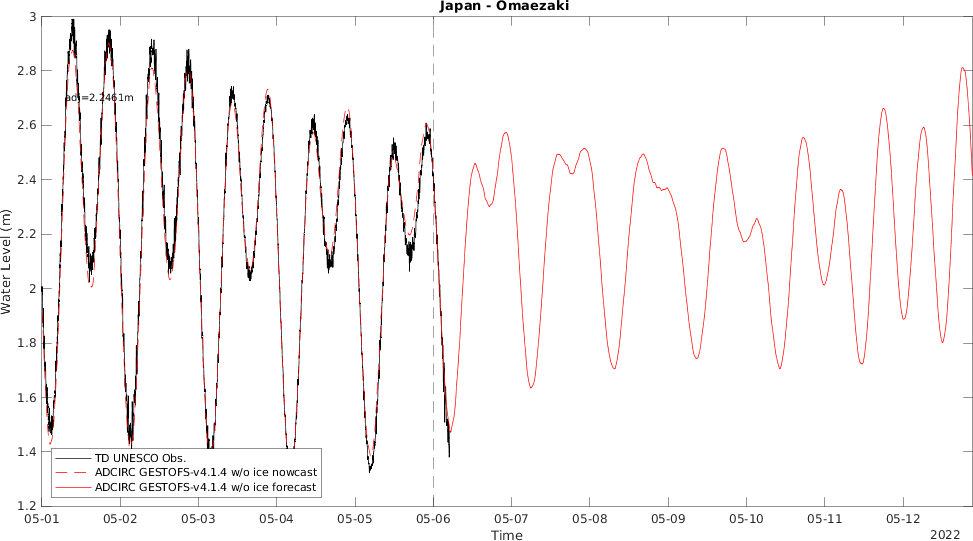 Japan - Omaezaki
3
2.8
2.6
2.4
2.2
2
1.8
1.6
1.4
1.2
Water Level (m)
adj=2.2461m
TD UNESCO Obs.
ADCIRC GESTOFS-v4.1.4 w/o ice nowcast
ADCIRC GESTOFS-v4.1.4 w/o ice forecast
05-01 05-02 05-03 05-04 05-05 05-06 05-07 05-08 05-09 05-10 05-11 05-12
Time
2022